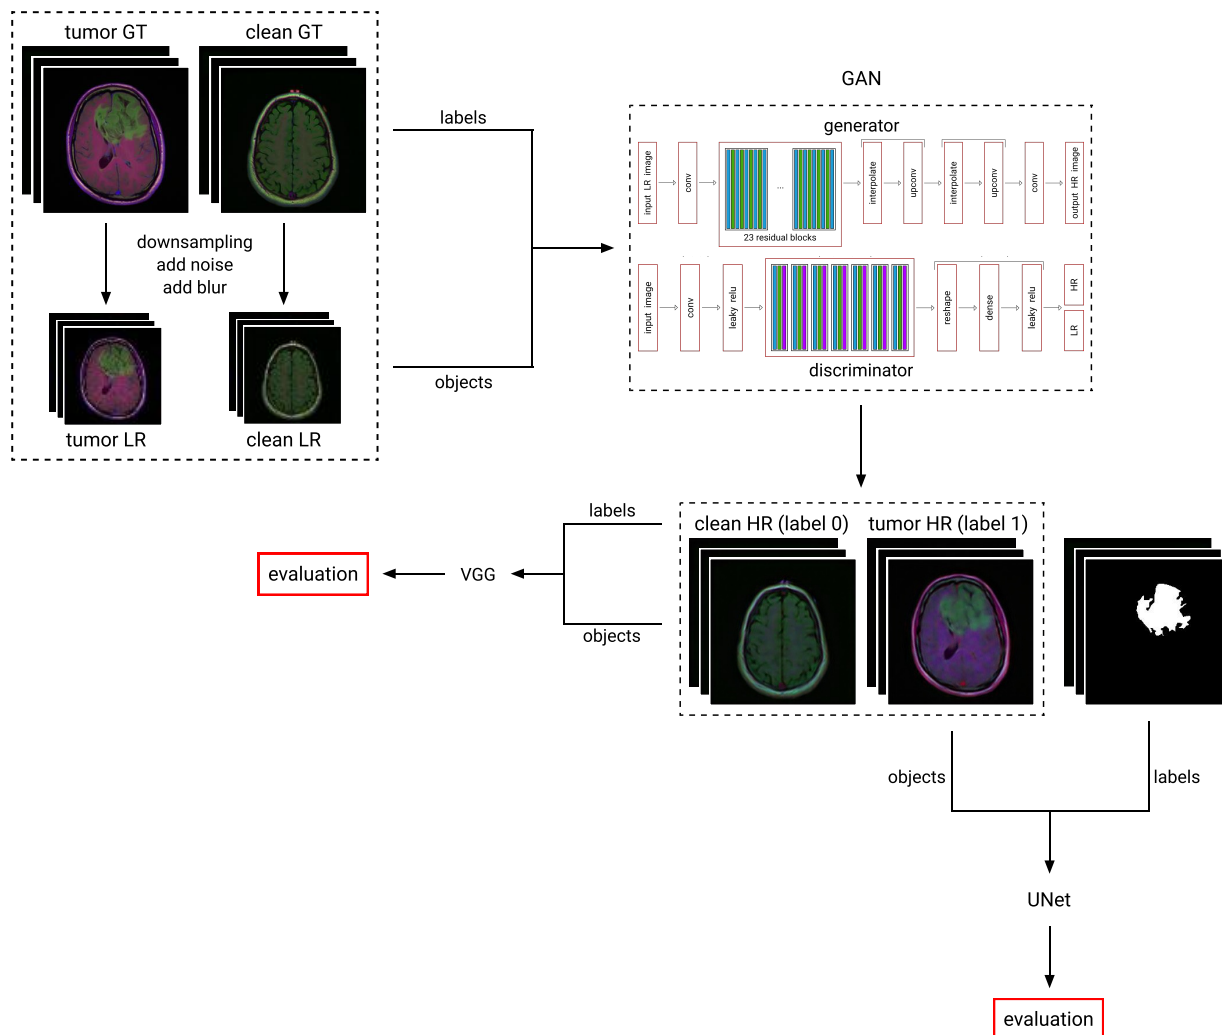 tumor GT
clean GT
downsampling
add noise
add blur
tumor LR
clean LR
labels
objects
GAN
generator
input LR image
conv
...
23 residual blocks
interpolate
upconv
interpolate
upconv
conv
output HR image
input image
conv
leaky relu
reshape
dense
leaky relu
HR
LR
discriminator
labels
objects
VGG
evaluation
clean HR (label 0)
tumor HR (label 1)
objects
labels
UNet
evaluation